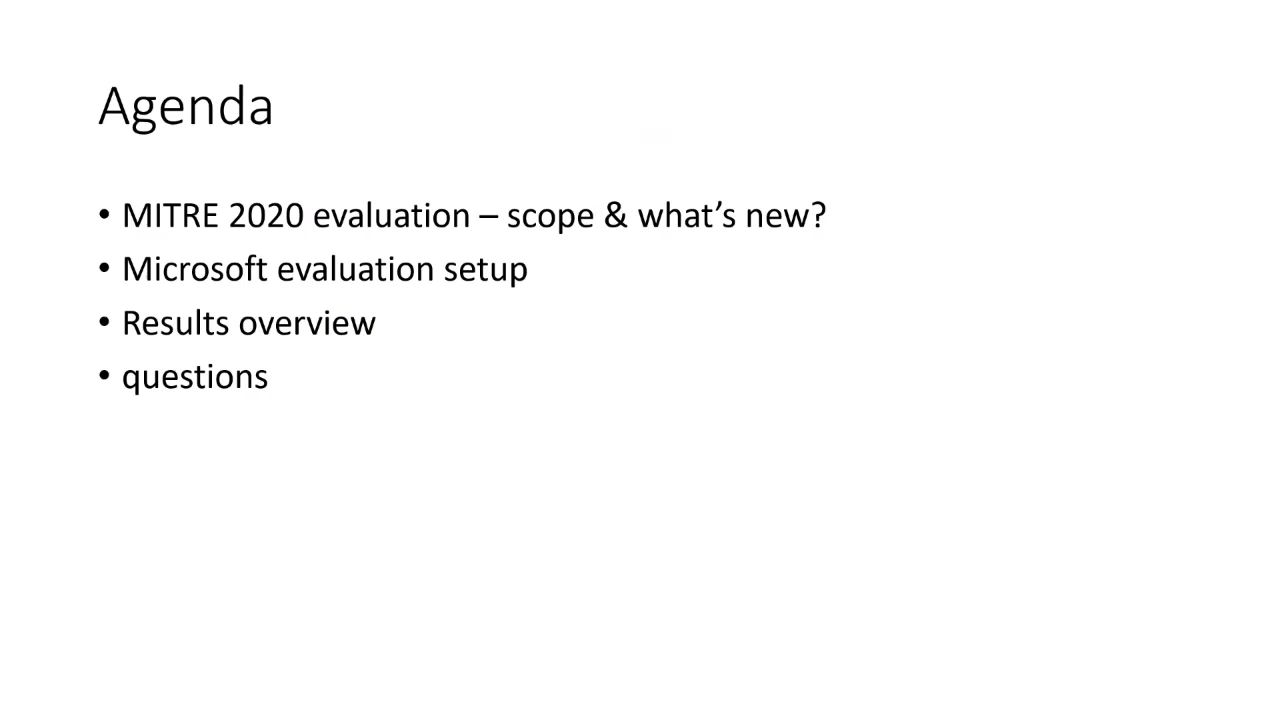 Agenda
• MITRE 2020 evaluation – scope & what’s new?
• Microsoft evaluation setup
• Results overview
• questions